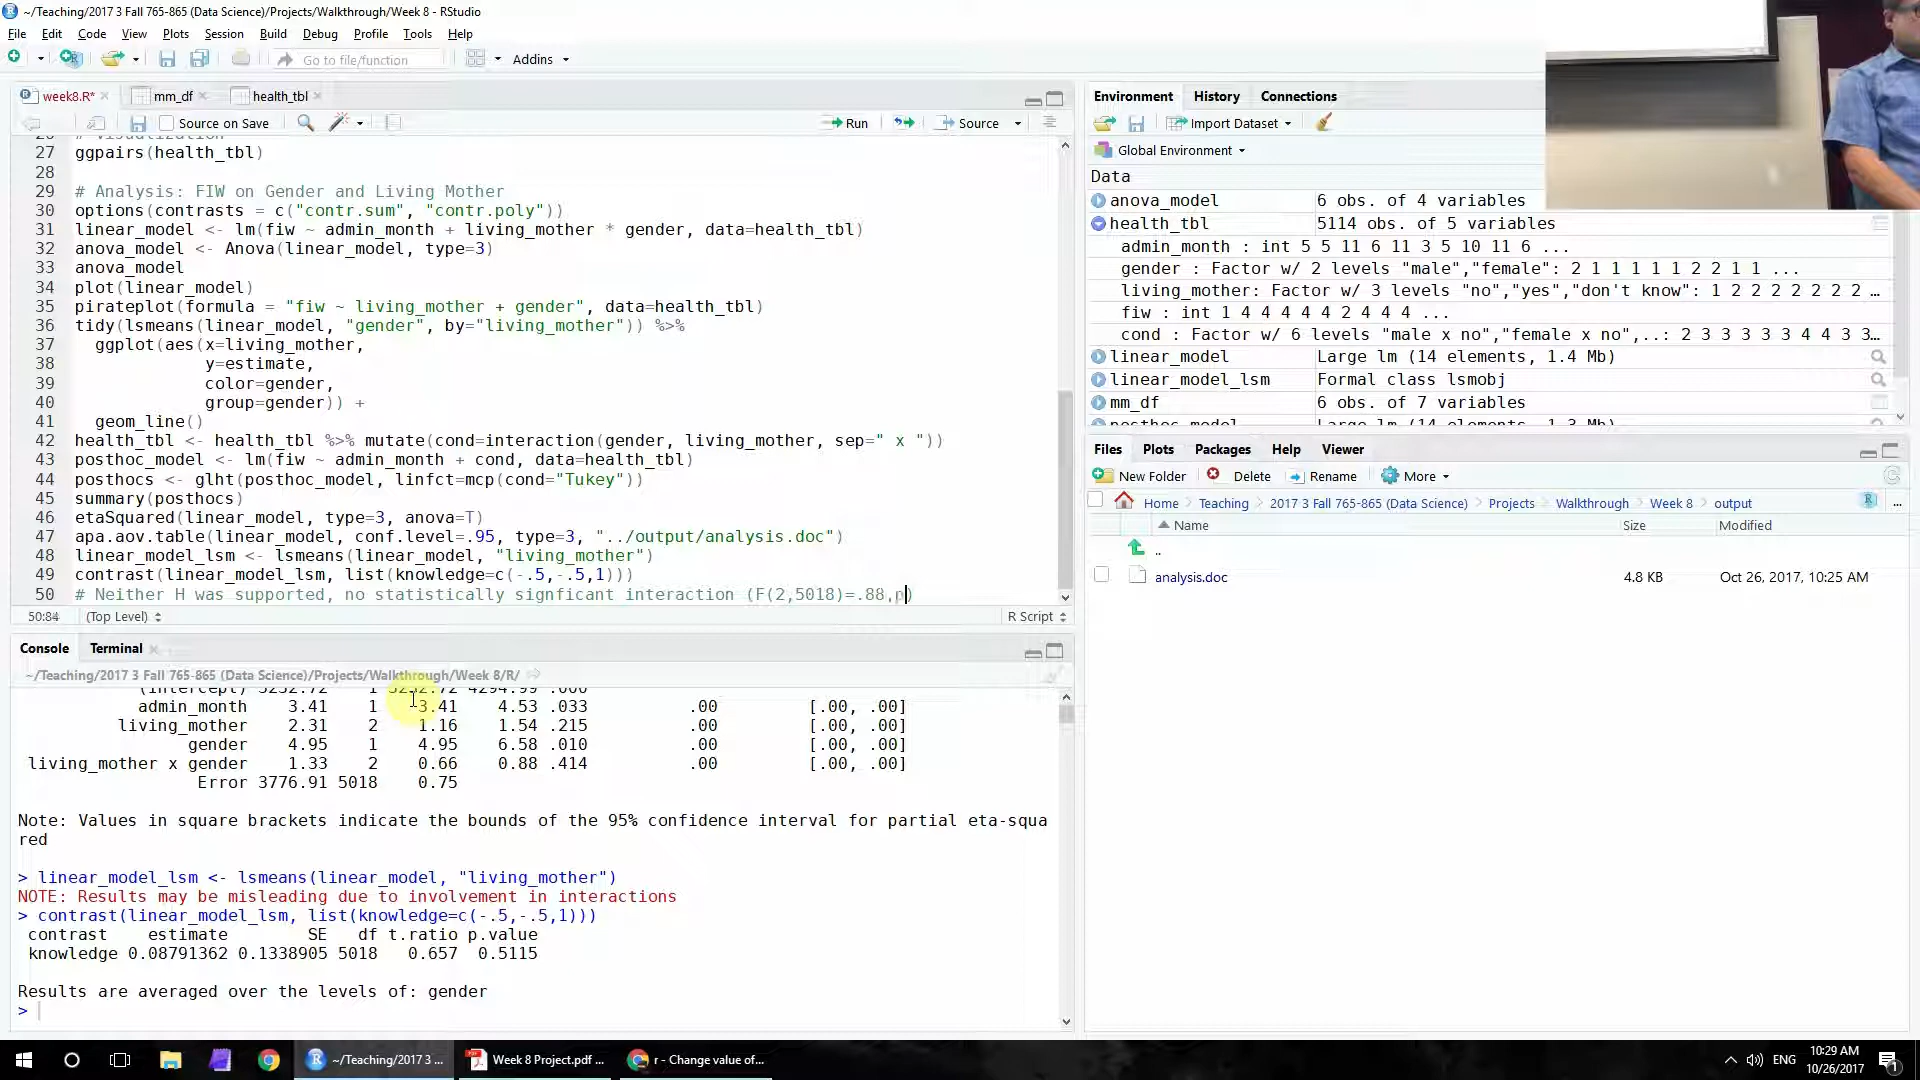 ~/Teaching/2017 3 Fall 765-865 (Data Science)/Projects/Walkthrough/Week 8 - RStudio
File Edit Code View Plots Session Build Debug Profile Tools Help
Go to file/function Addins
week8.R* mm_df health_tbl
Source on Save Run Source
27 ggpairs(health_tbl)
28
29 # Analysis: FIW on Gender and Living Mother
30 options(contrasts = c("contr.sum", "contr.poly"))
31 linear_model <- lm(fiw ~ admin_month + living_mother * gender, data=health_tbl)
32 anova_model <- Anova(linear_model, type=3)
33 anova_model
34 plot(linear_model)
35 pirateplot(formula = "fiw ~ living_mother + gender", data=health_tbl)
36 tidy(lsmeans(linear_model, "gender", by="living_mother")) %>%
37 ggplot(aes(x=living_mother,
38 y=estimate,
39 color=gender,
40 group=gender)) +
41 geom_line()
42 health_tbl <- health_tbl %>% mutate(cond=interaction(gender, living_mother, sep=" x "))
43 posthoc_model <- lm(fiw ~ admin_month + cond, data=health_tbl)
44 posthocs <- glht(posthoc_model, linfct=mcp(cond="Tukey"))
45 summary(posthocs)
46 etaSquared(linear_model, type=3, anova=T)
47 apa.aov.table(linear_model, conf.level=.95, type=3, "../output/analysis.doc")
48 linear_model_lsm <- lsmeans(linear_model, "living_mother")
49 contrast(linear_model_lsm, list(knowledge=c(-.5,-.5,1)))
50 # Neither H was supported, no statistically signficant interaction (F(2,5018)=.88,p)
50:84 (Top Level) R Script
Console Terminal
~/Teaching/2017 3 Fall 765-865 (Data Science)/Projects/Walkthrough/Week 8/R/
(Intercept) 3232.72 1 3232.72 4294.99 .000
admin_month 3.41 1 3.41 4.53 .033 .00 [.00, .00]
living_mother 2.31 2 1.16 1.54 .215 .00 [.00, .00]
gender 4.95 1 4.95 6.58 .010 .00 [.00, .00]
living_mother x gender 1.33 2 0.66 0.88 .414 .00 [.00, .00]
Error 3776.91 5018 0.75
Note: Values in square brackets indicate the bounds of the 95% confidence interval for partial eta-squa
red
> linear_model_lsm <- lsmeans(linear_model, "living_mother")
NOTE: Results may be misleading due to involvement in interactions
> contrast(linear_model_lsm, list(knowledge=c(-.5,-.5,1)))
contrast estimate SE df t.ratio p.value
knowledge 0.08791362 0.1338905 5018 0.657 0.5115
Results are averaged over the levels of: gender
>
Environment History Connections
Import Dataset
Global Environment
Data
anova_model 6 obs. of 4 variables
health_tbl 5114 obs. of 5 variables
admin_month : int 5 5 11 6 11 3 5 10 11 6 ...
gender : Factor w/ 2 levels "male","female": 2 1 1 1 1 1 2 2 1 1 ...
living_mother: Factor w/ 3 levels "no","yes","don't know": 1 2 2 2 2 2 2 2 …
fiw : int 1 4 4 4 4 4 2 4 4 4 ...
cond : Factor w/ 6 levels "male x no","female x no",..: 2 3 3 3 3 3 4 4 3 3…
linear_model Large lm (14 elements, 1.4 Mb)
linear_model_lsm Formal class lsmobj
mm_df 6 obs. of 7 variables
posthoc_model Large lm (14 elements, 1.3 Mb)
Files Plots Packages Help Viewer
New Folder Delete Rename More
Home Teaching 2017 3 Fall 765-865 (Data Science) Projects Walkthrough Week 8 output ...
Name Size Modified
..
analysis.doc 4.8 KB Oct 26, 2017, 10:25 AM
~/Teaching/2017 3 ... Week 8 Project.pdf ... r - Change value of...
ENG 10:29 AM
10/26/2017
1